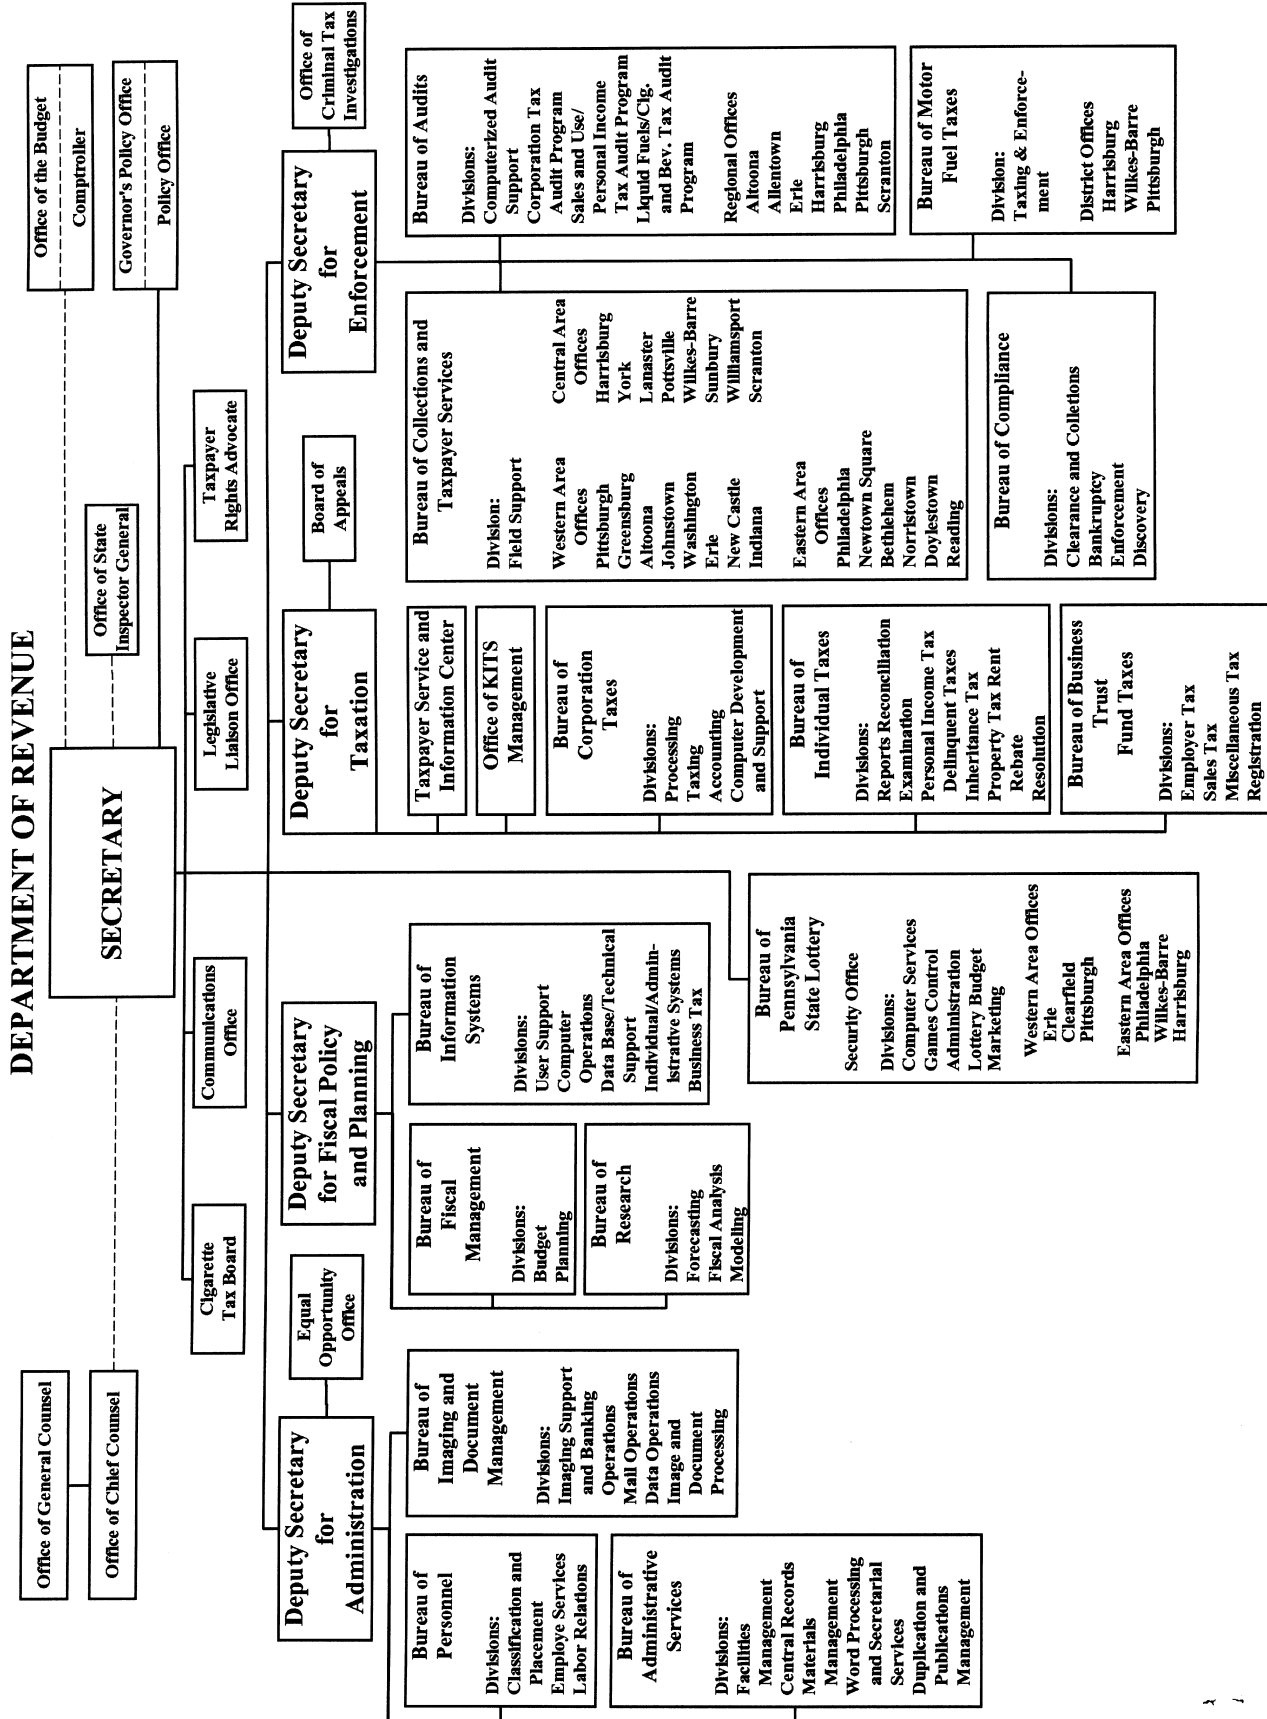 DEPARTMENT OF REVENUE
Office of General Counsel
Office of Chief Counsel
SECRETARY
Office of State
Inspector General
Office of the Budget
Comptroller
Governor's Policy Office
Policy Office
Cigarette
Tax Board
Communications
Office
Legislative
Liaison Office
Taxpayer
Rights Advocate
Deputy Secretary
for
Administration
Equal
Opportunity
Office
Deputy Secretary
for Fiscal Policy
and Planning
Deputy Secretary
for
Taxation
Board of
Appeals
Deputy Secretary
for
Enforcement
Office of
Criminal Tax
Investigations
Bureau of
Personnel
Divisions:
Classification and
Placement
Employe Services
Labor Relations
Bureau of
Administrative
Services
Divisions:
Facilities
Management
Central Records
Materials
Management
Word Processing
and Secretarial
Services
Duplication and
Publications
Management
Bureau of
Imaging and
Document
Management
Divisions:
Imaging Support
and Banking
Operations
Mail Operations
Data Operations
Image and
Document
Processing
Bureau of
Fiscal
Management
Divisions:
Budget
Planning
Bureau of
Research
Divisions:
Forecasting
Fiscal Analysis
Modeling
Bureau of
Information
Systems
Divisions:
User Support
Computer
Operations
Data Base/Technical
Support
Individual/Admin-
istrative Systems
Business Tax
Bureau of
Pennsylvania
State Lottery
Security Office
Divisions:
Computer Services
Games Control
Administration
Lottery Budget
Marketing
Western Area Offices
Erie
Clearfield
Pittsburgh
Eastern Area Offices
Philadelphia
Wilkes-Barre
Harrisburg
Taxpayer Service and
Information Center
Office of KITS
Management
Bureau of
Corporation
Taxes
Divisions:
Processing
Taxing
Accounting
Computer Development
and Support
Bureau of
Individual Taxes
Divisions:
Reports Reconciliation
Examination
Personal Income Tax
Delinquent Taxes
Inheritance Tax
Property Tax Rent
Rebate
Resolution
Bureau of Business
Trust
Fund Taxes
Divisions:
Employer Tax
Sales Tax
Miscellaneous Tax
Registration
Bureau of Collections and
Taxpayer Services
Division:
Field Support
Western Area
Offices
Pittsburgh
Greensburg
Altoona
Johnstown
Washington
Erie
New Castle
Indiana
Central Area
Offices
Harrisburg
York
Lanaster
Pottsville
Wilkes-Barre
Sunbury
Williamsport
Scranton
Eastern Area
Offices
Philadelphia
Newtown Square
Bethlehem
Norristown
Doylestown
Reading
Bureau of Compliance
Divisions:
Clearance and Colletions
Bankruptcy
Enforcement
Discovery
Bureau of Audits
Divisions:
Computerized Audit
Support
Corporation Tax
Audit Program
Sales and Use/
Personal Income
Tax Audit Program
Liquid Fuels/Cig.
and Bev. Tax Audit
Program
Regional Offices
Altoona
Allentown
Erie
Harrisburg
Philadelphia
Pittsburgh
Scranton
Bureau of Motor
Fuel Taxes
Division:
Taxing & Enforce-
ment
District Offices
Harrisburg
Wilkes-Barre
Pittsburgh